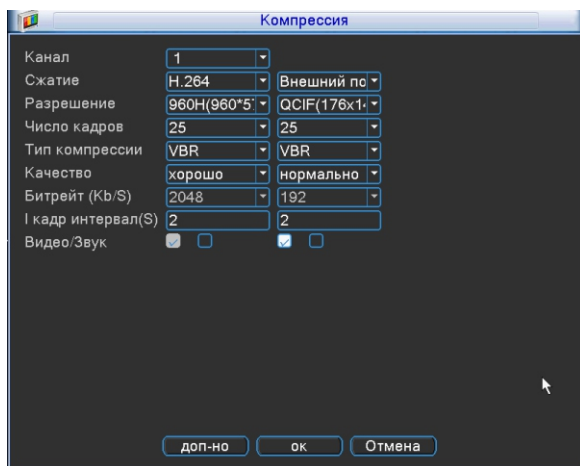 Компрессия
Канал 1
Сжатие H.264 Внешний по
Разрешение 960H(960*5 QCIF(176x1
Число кадров 25 25
Тип компрессии VBR VBR
Качество хорошо нормально
Битрейт (Kb/S) 2048 192
I кадр интервал(S) 2 2
Видео/Звук
доп-но ок Отмена